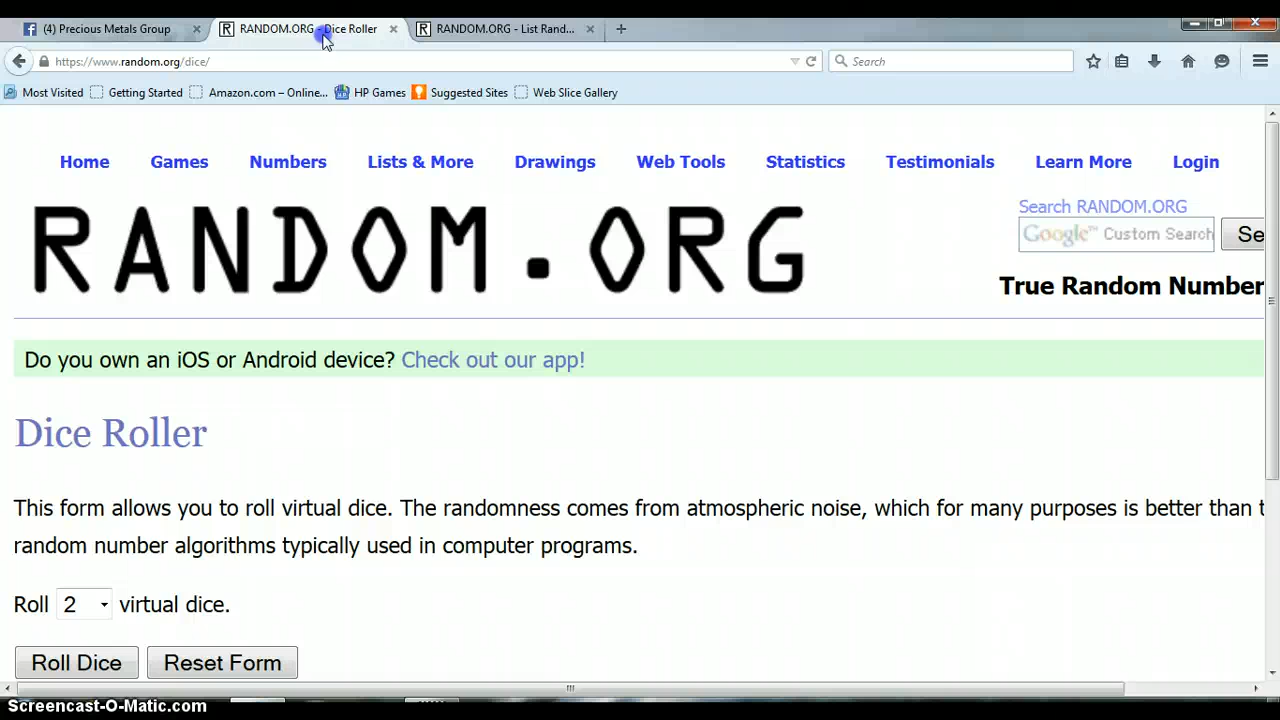 (4) Precious Metals Group
RANDOM.ORG - Dice Roller
RANDOM.ORG - List Rand...
https://www.random.org/dice/
Search
Most Visited
Getting Started
Amazon.com – Online...
HP Games
Suggested Sites
Web Slice Gallery
Home Games Numbers Lists & More Drawings Web Tools Statistics Testimonials Learn More Login
RANDOM.ORG
Search RANDOM.ORG
Google™ Custom Search
Se
True Random Number
Do you own an iOS or Android device? Check out our app!
Dice Roller
This form allows you to roll virtual dice. The randomness comes from atmospheric noise, which for many purposes is better than t
random number algorithms typically used in computer programs.
Roll 2 virtual dice.
Roll Dice Reset Form
Screencast-O-Matic.com